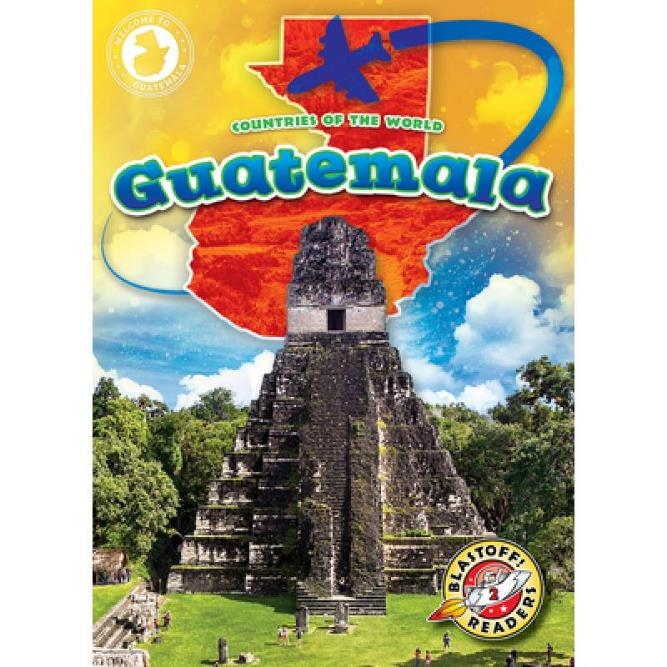 WELCOME TO
GUATEMALA
COUNTRIES OF THE WORLD
Guatemala
BLASTOFF!
2
READERS